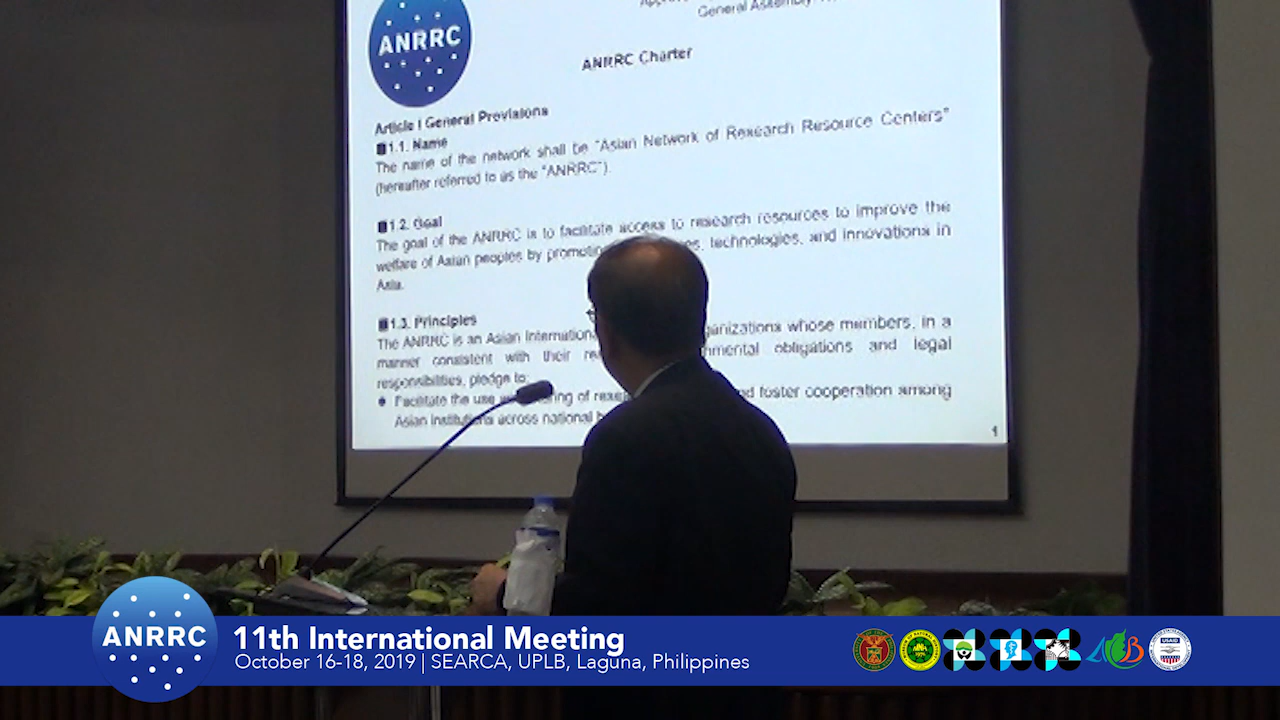 ANRRC
General Assembly
ANRRC Charter
Article I General Provisions
1.1. Name
The name of the network shall be "Asian Network of Research Resource Centers"
(hereafter referred to as the "ANRRC").
1.2. Goal
The goal of the ANRRC is to facilitate access to research resources to improve the
welfare of Asian peoples by promoting technologies, and innovations in
Asia.
1.3. Principles
The ANRRC is an Asian International whose members, in a
manner consistent with their obligations and legal
responsibilities, pledge to:
Facilitate the use of foster cooperation among
Asian institutions across national
1
ANRRC
11th International Meeting
October 16-18, 2019 | SEARCA, UPLB, Laguna, Philippines
USAID